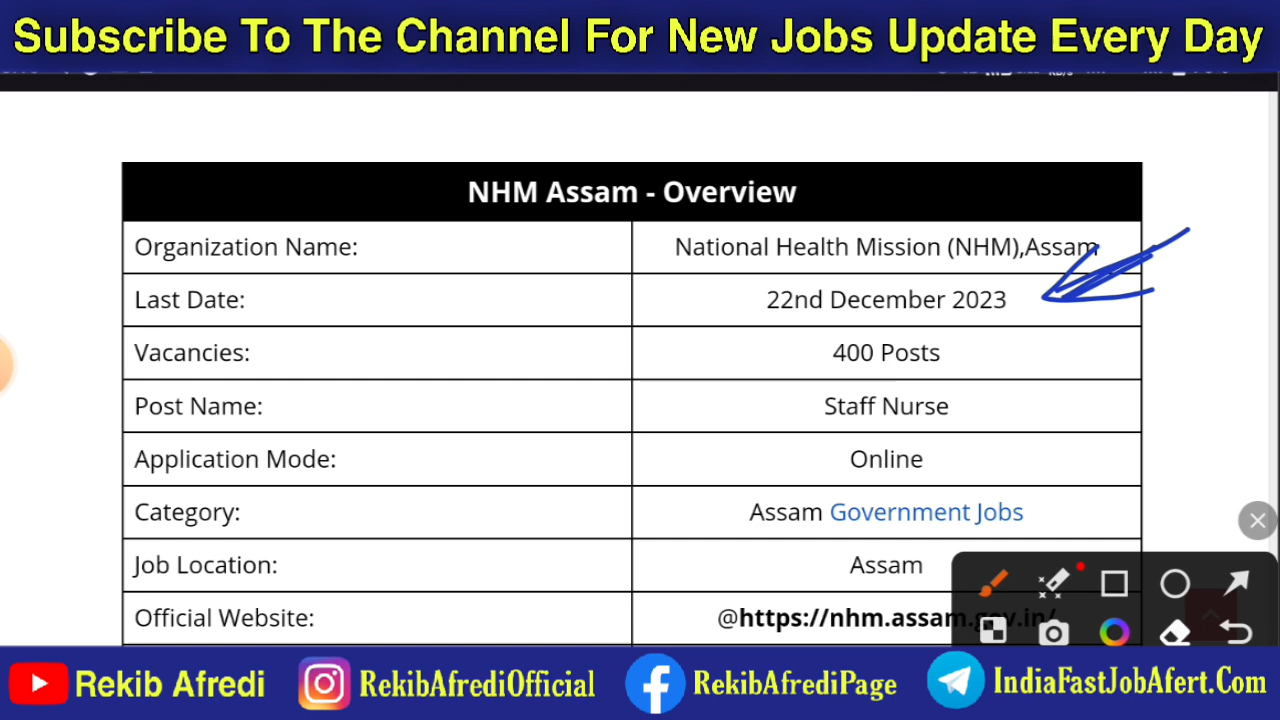 Subscribe To The Channel For New Jobs Update Every Day
NHM Assam - Overview
Organization Name: National Health Mission (NHM),Assam
Last Date: 22nd December 2023
Vacancies: 400 Posts
Post Name: Staff Nurse
Application Mode: Online
Category: Assam Government Jobs
Job Location: Assam
Official Website: @https://nhm.assam.gov.in/
Rekib Afredi RekibAfrediOfficial RekibAfrediPage IndiaFastJobAfert.Com